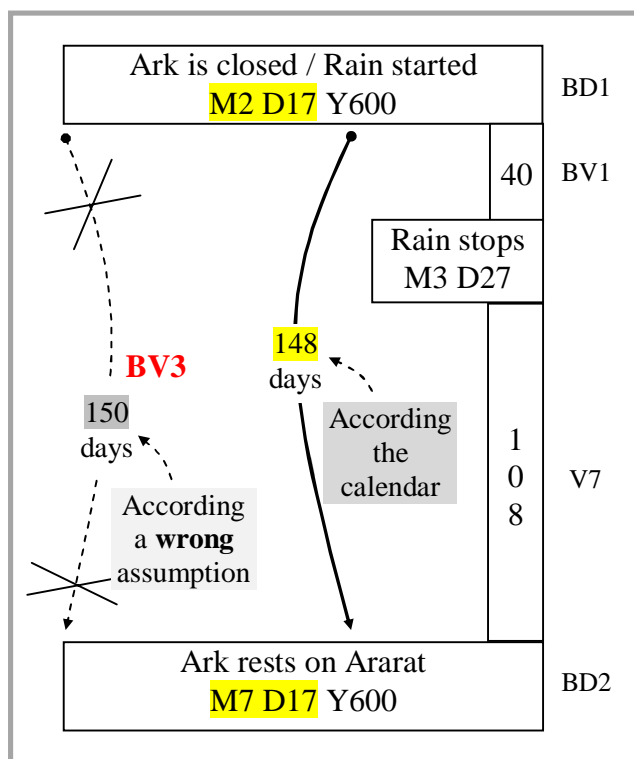 Ark is closed / Rain started
M2 D17 Y600
BD1
40
BV1
Rain stops
M3 D27
148
days
BV3
150
days
According
the
calendar
According
a wrong
assumption
1
0
8
V7
Ark rests on Ararat
M7 D17 Y600
BD2